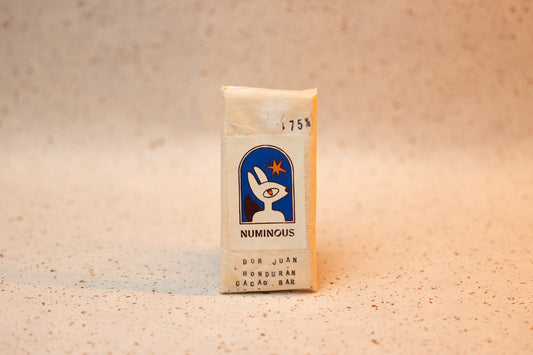 75%
NUMINOUS
DON JUAN
HONDURAN
CACAO BAR